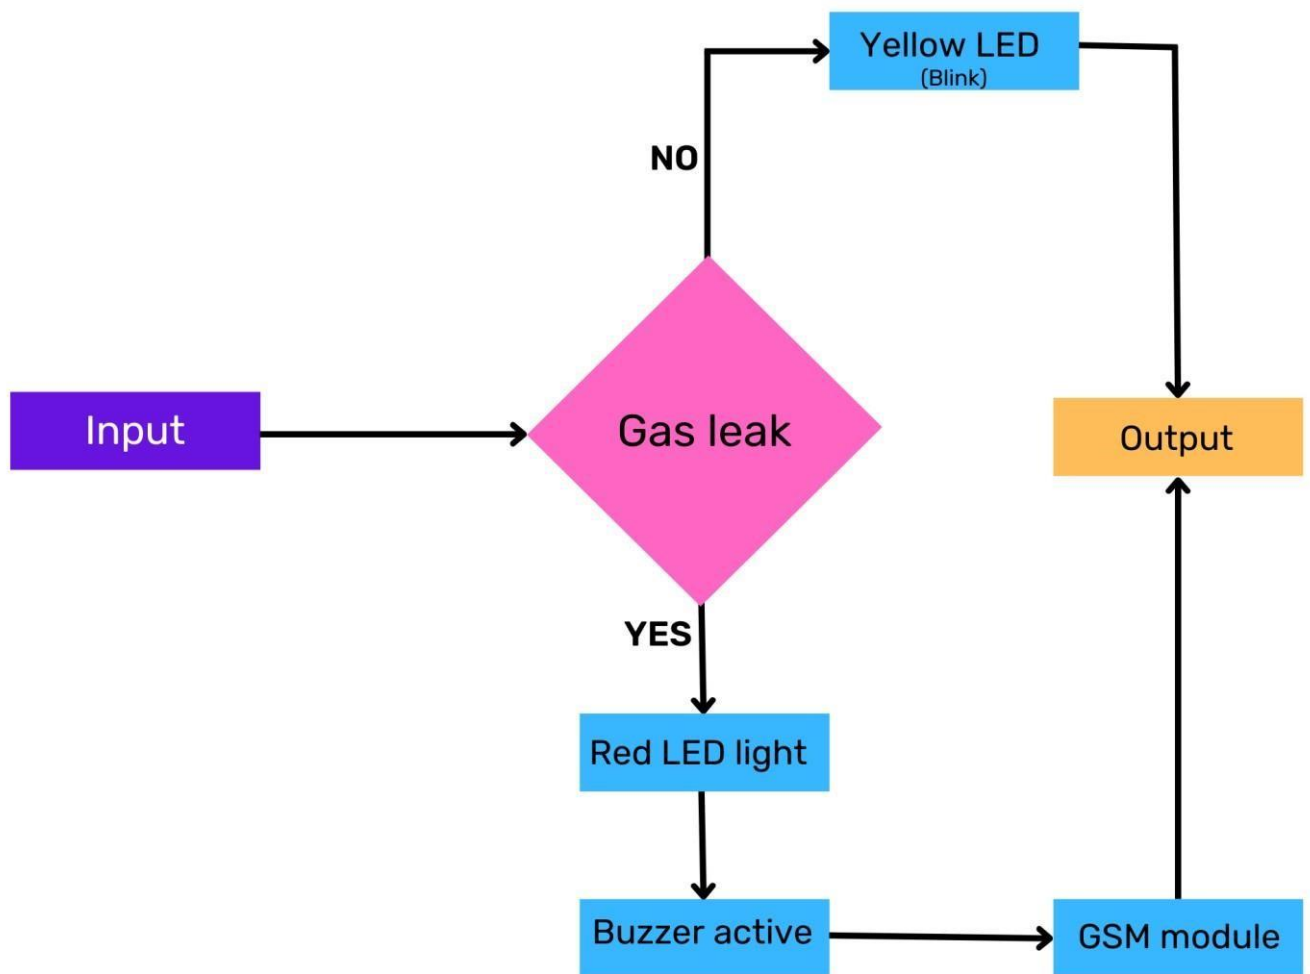 Yellow LED
(Blink)
NO
Input
Gas leak
Output
YES
Red LED light
Buzzer active
GSM module